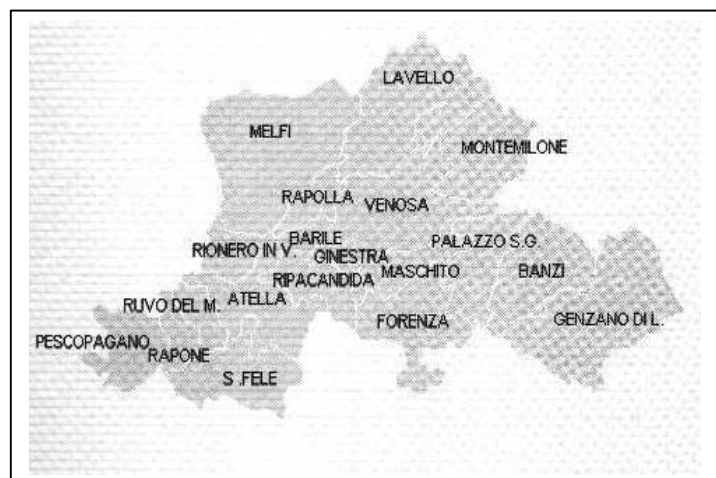 LAVELLO
MELFI
MONTEMILONE
RAPOLLA
VENOSA
BARILE
PALAZZO S.G.
RIONERO IN V.
GINESTRA
MASCHITO
BANZI
RIPACANDIDA
ATELLA
RUVO DEL M.
FORENZA
GENZANO DI L.
PESCOPAGANO
RAPONE
S .FELE